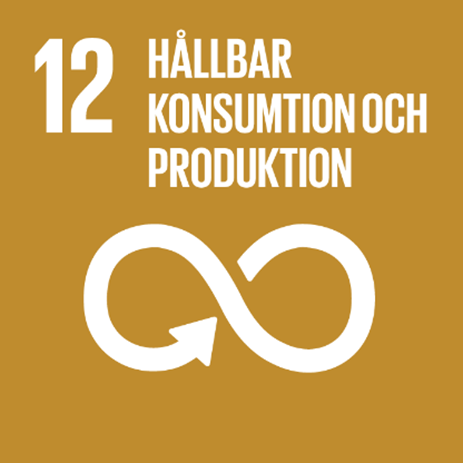 12
HÅLLBAR
KONSUMTION OCH
PRODUKTION